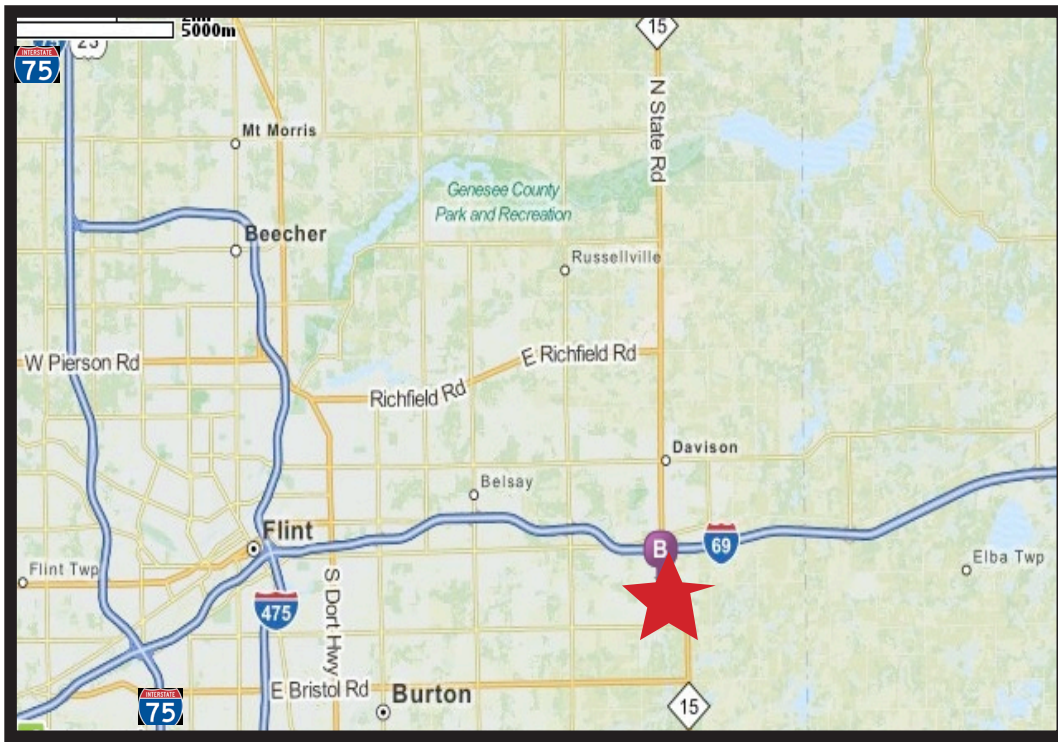 5000m
15
INTERSTATE
75
N State Rd
Mt Morris
Genesee County
Park and Recreation
Beecher
Russellville
W Pierson Rd
E Richfield Rd
Richfield Rd
Davison
Belsay
Flint
B
69
Elba Twp
Flint Twp
475
S Dort Hwy
E Bristol Rd
Burton
INTERSTATE
75
15